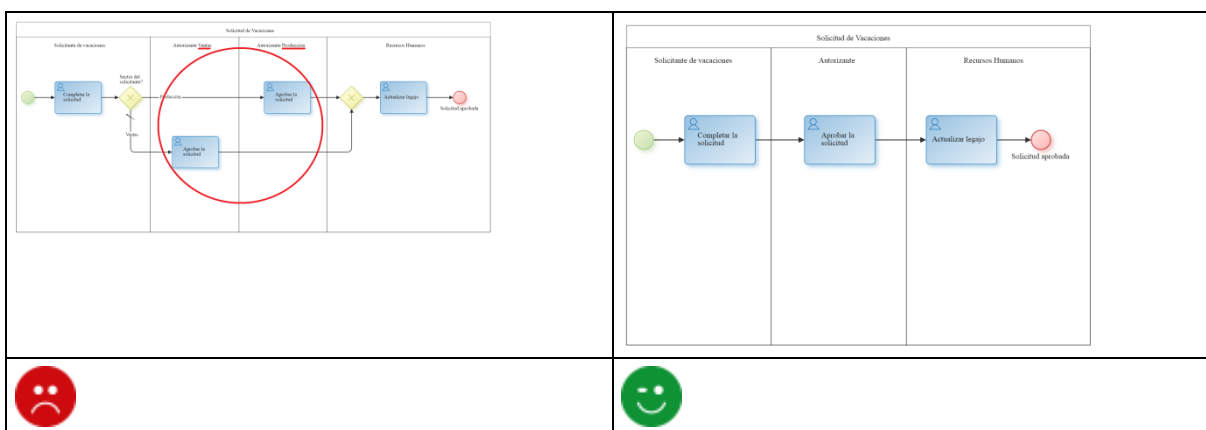 Solicitud de Vacaciones
Solicitante de vacaciones
Autorizante Ventas
Autorizante Produccion
Recursos Humanos
Sector del
solicitante?
Completar la
solicitud
Producción
Aprobar la
solicitud
Actualizar legajo
Solicitud aprobada
Ventas
Aprobar la
solicitud
Solicitud de Vacaciones
Solicitante de vacaciones
Autorizante
Recursos Humanos
Completar la
solicitud
Aprobar la
solicitud
Actualizar legajo
Solicitud aprobada